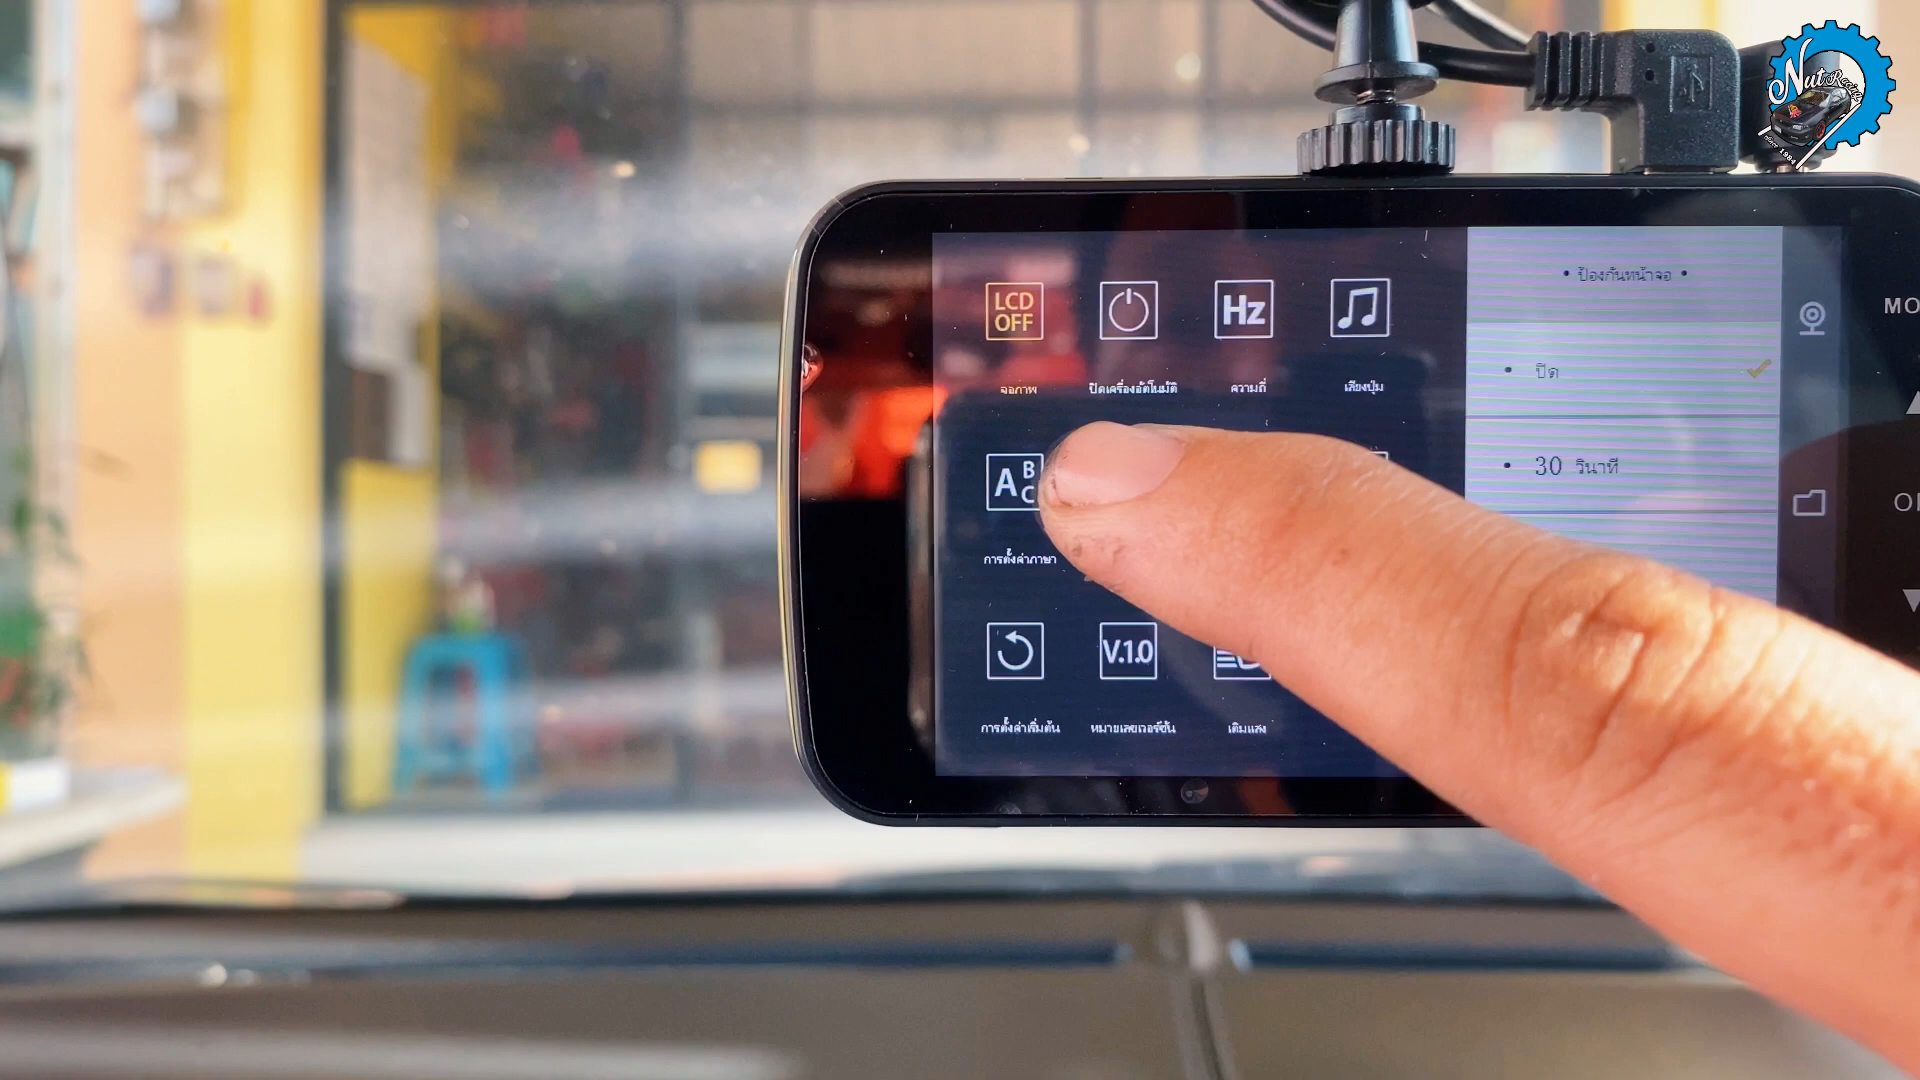 Nut Racing
Since 1984
LCD
OFF
Hz
จอภาพ
ปิดเครื่องอัตโนมัติ
ความถี่
เสียงปุ่ม
• ป้องกันหน้าจอ •
• ปิด
• 30 วินาที
MO
A B C
การตั้งค่าภาษา
V.1.0
การตั้งค่าเริ่มต้น
หมายเลขเวอร์ชั่น
เติมแสง